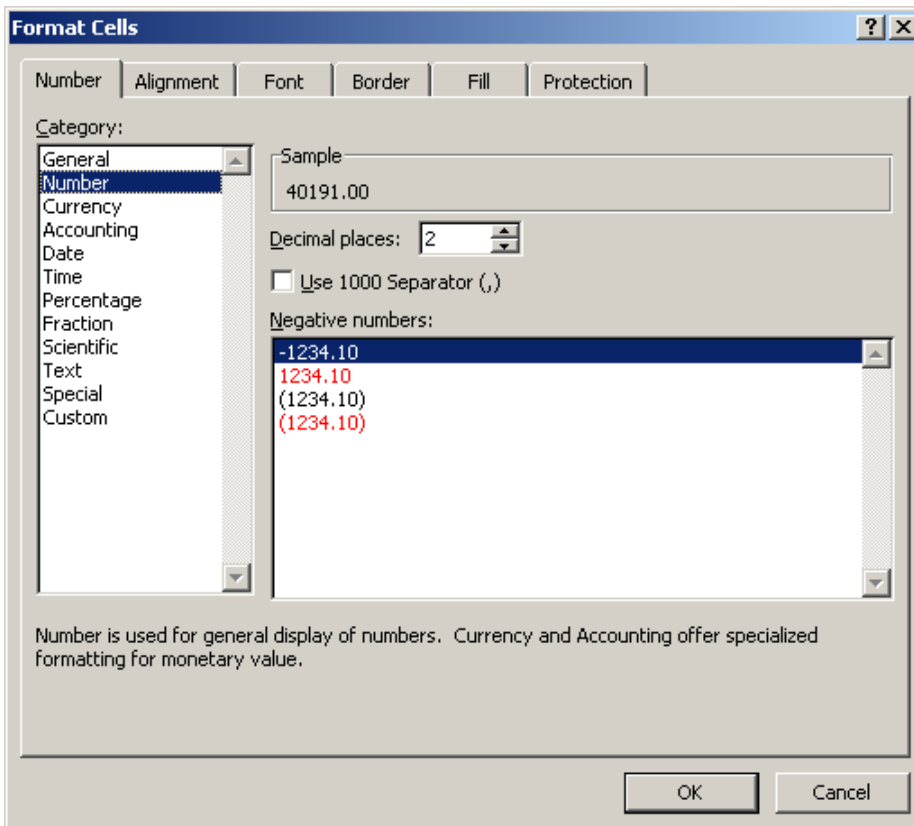 Format Cells
Number Alignment Font Border Fill Protection
Category:
General
Number
Currency
Accounting
Date
Time
Percentage
Fraction
Scientific
Text
Special
Custom
Sample
40191.00
Decimal places: 2
Use 1000 Separator (,)
Negative numbers:
-1234.10
1234.10
(1234.10)
(1234.10)
Number is used for general display of numbers.  Currency and Accounting offer specialized
formatting for monetary value.
OK Cancel